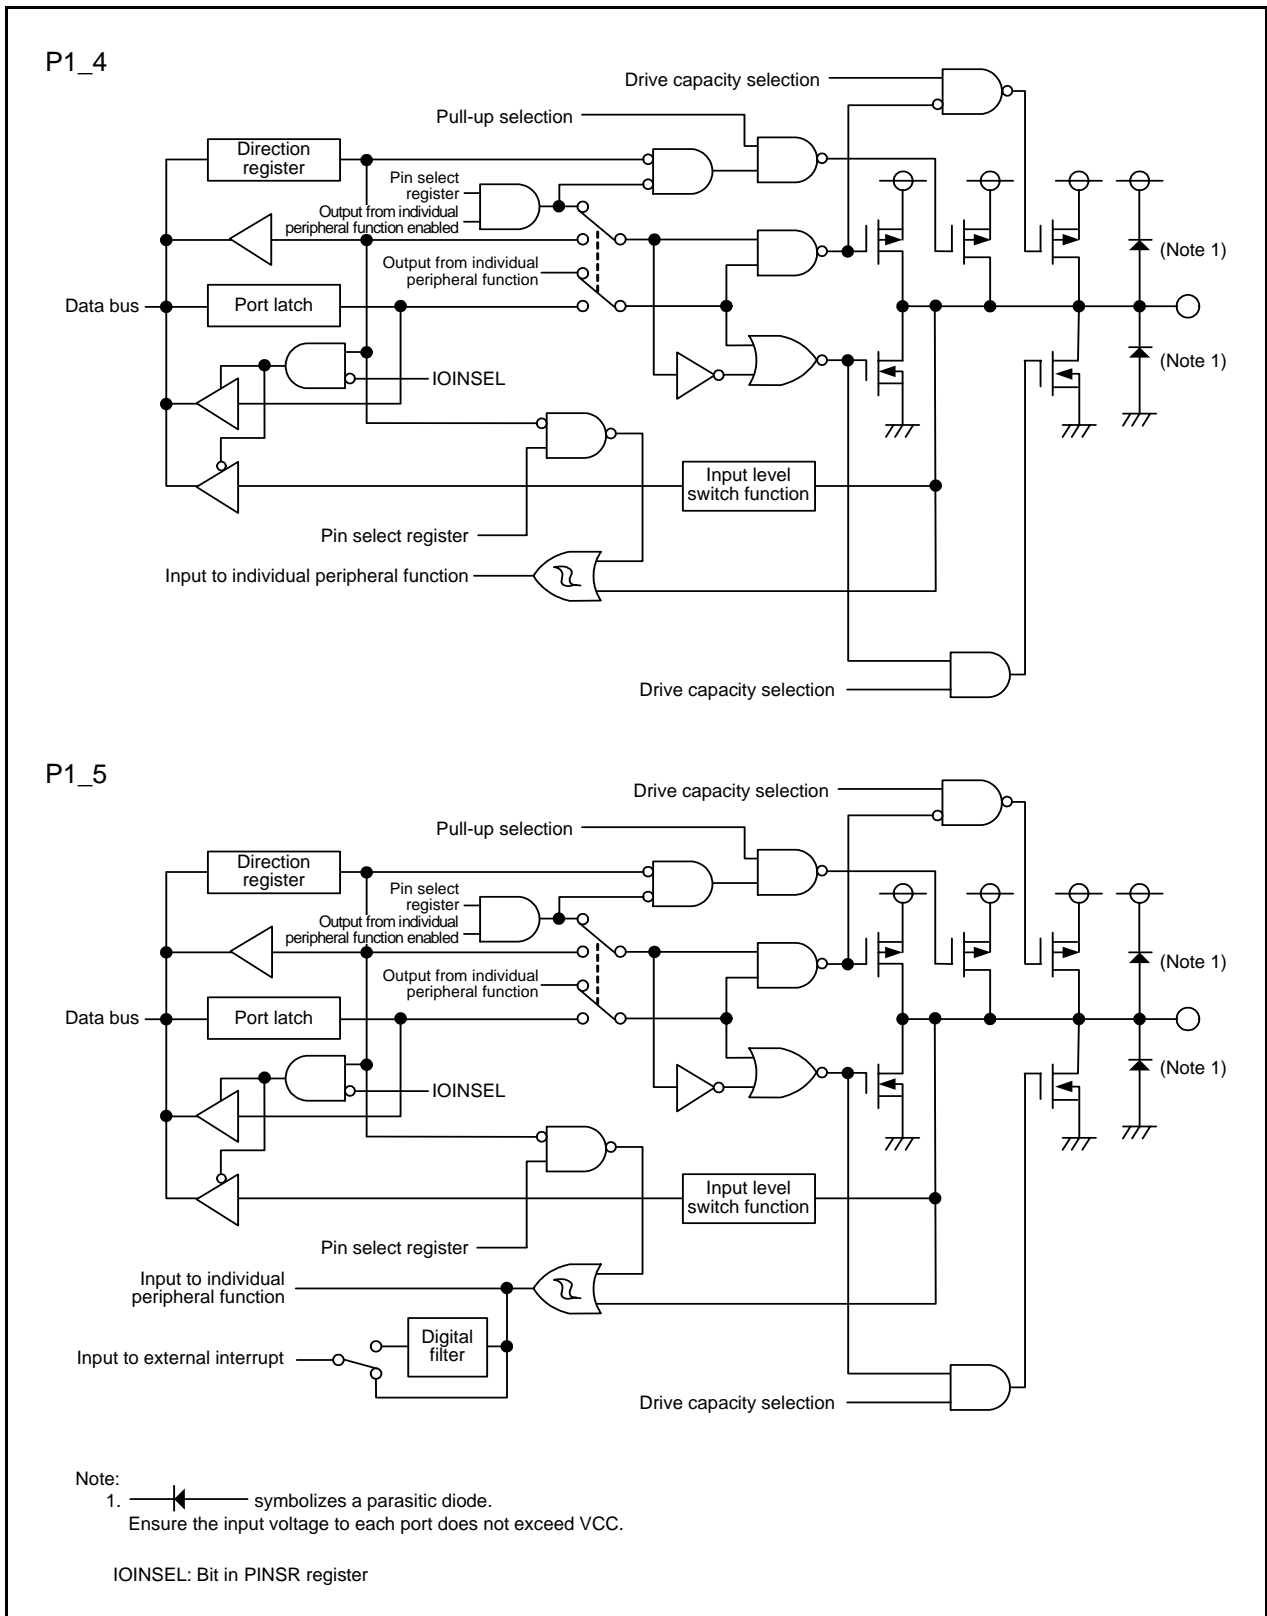 P1_4
Drive capacity selection
Pull-up selection
Direction
register
Pin select
register
Output from individual
peripheral function enabled
Output from individual
peripheral function
(Note 1)
Data bus
Port latch
(Note 1)
IOINSEL
Input level
switch function
Pin select register
Input to individual peripheral function
Drive capacity selection
P1_5
Drive capacity selection
Pull-up selection
Direction
register
Pin select
register
Output from individual
peripheral function enabled
Output from individual
peripheral function
(Note 1)
Data bus
Port latch
(Note 1)
IOINSEL
Input level
switch function
Pin select register
Input to individual
peripheral function
Digital
filter
Input to external interrupt
Drive capacity selection
Note:
1. symbolizes a parasitic diode.
Ensure the input voltage to each port does not exceed VCC.
IOINSEL: Bit in PINSR register